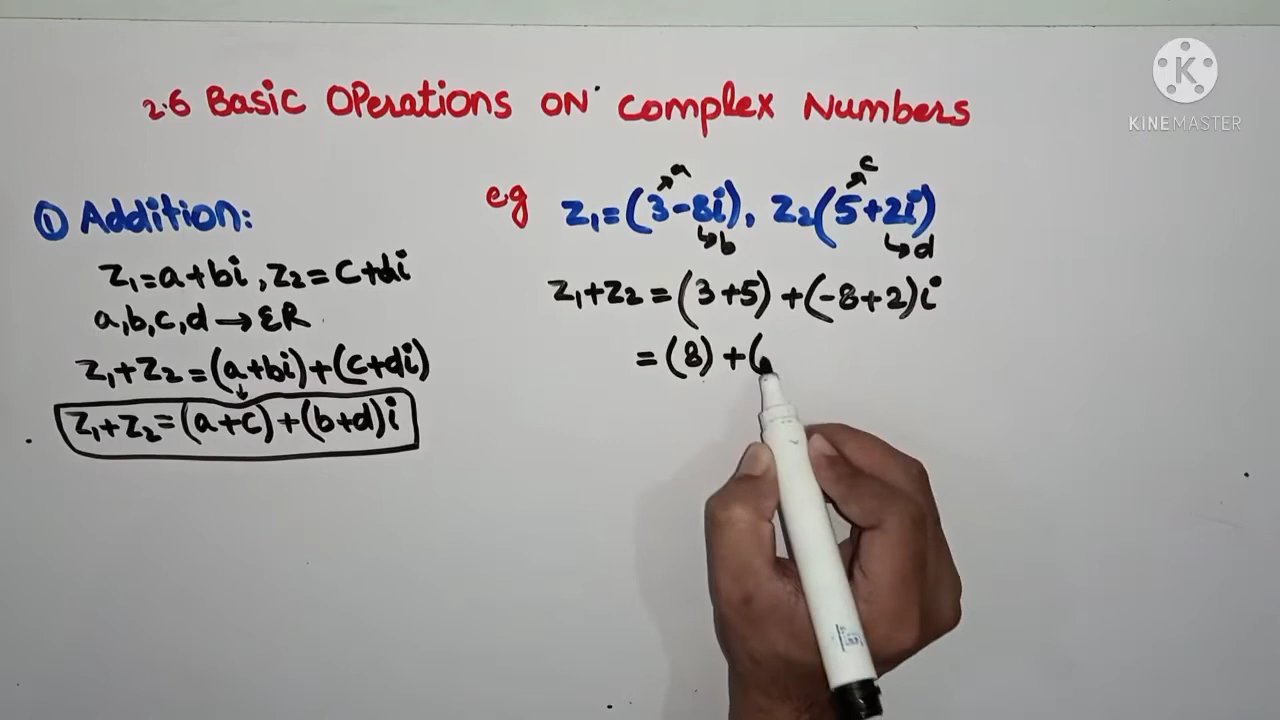 2.6 Basic Operations on Complex Numbers
K
KINEMASTER
① Addition:
Z₁=a+bi, Z₂=C+di
a,b,c,d → ƐR
Z₁+Z₂=(a+bi)+(c+di)
Z₁+Z₂=(a+c)+(b+d)i
eg Z₁=(3-8i), Z₂(5+2i)
a
c
b
d
Z₁+Z₂=(3+5)+(-8+2)i
=(8)+(